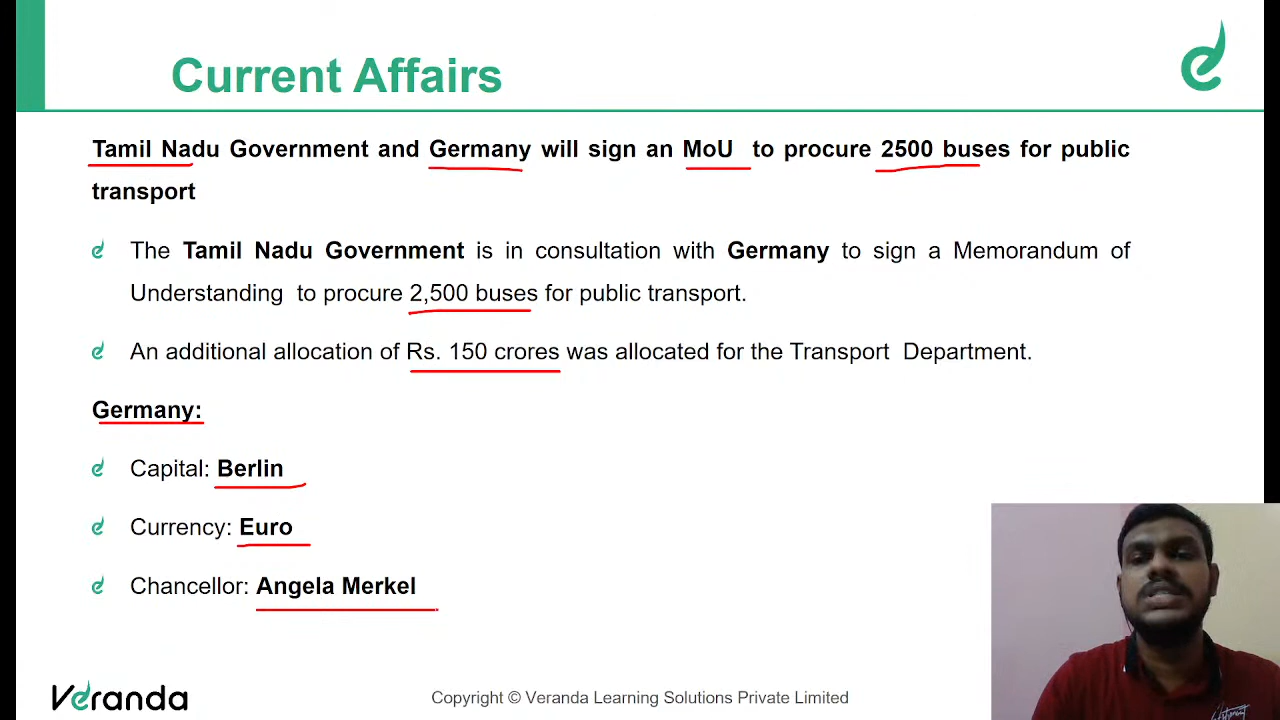 Current Affairs
Tamil Nadu Government and Germany will sign an MoU to procure 2500 buses for public
transport
The Tamil Nadu Government is in consultation with Germany to sign a Memorandum of
Understanding to procure 2,500 buses for public transport.
An additional allocation of Rs. 150 crores was allocated for the Transport Department.
Germany:
Capital: Berlin
Currency: Euro
Chancellor: Angela Merkel
Veranda
Copyright © Veranda Learning Solutions Private Limited